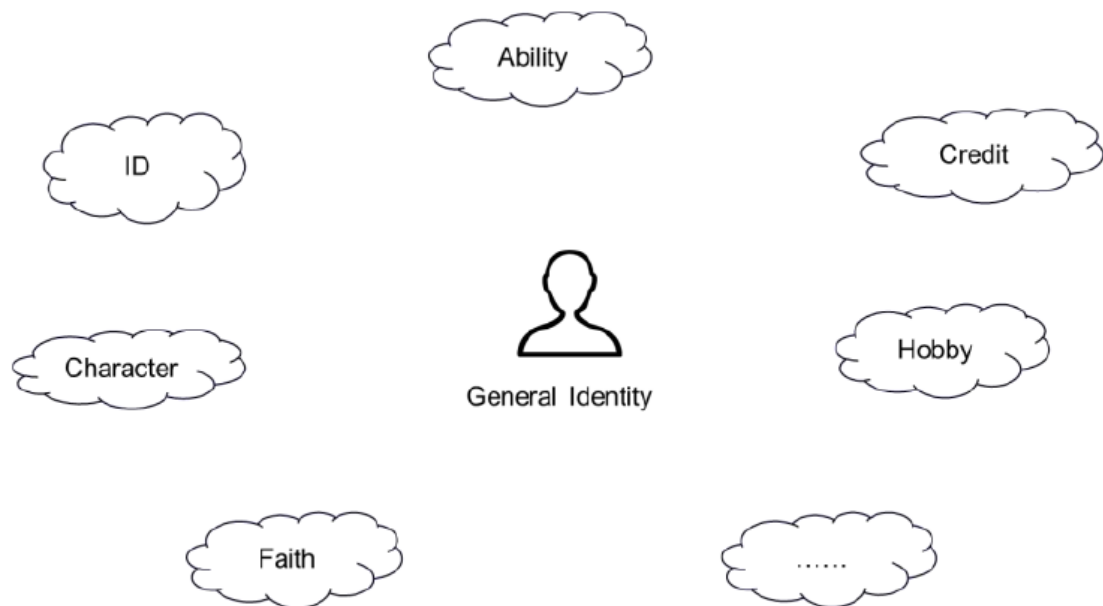 Ability
ID
Credit
Character
General Identity
Hobby
Faith
......